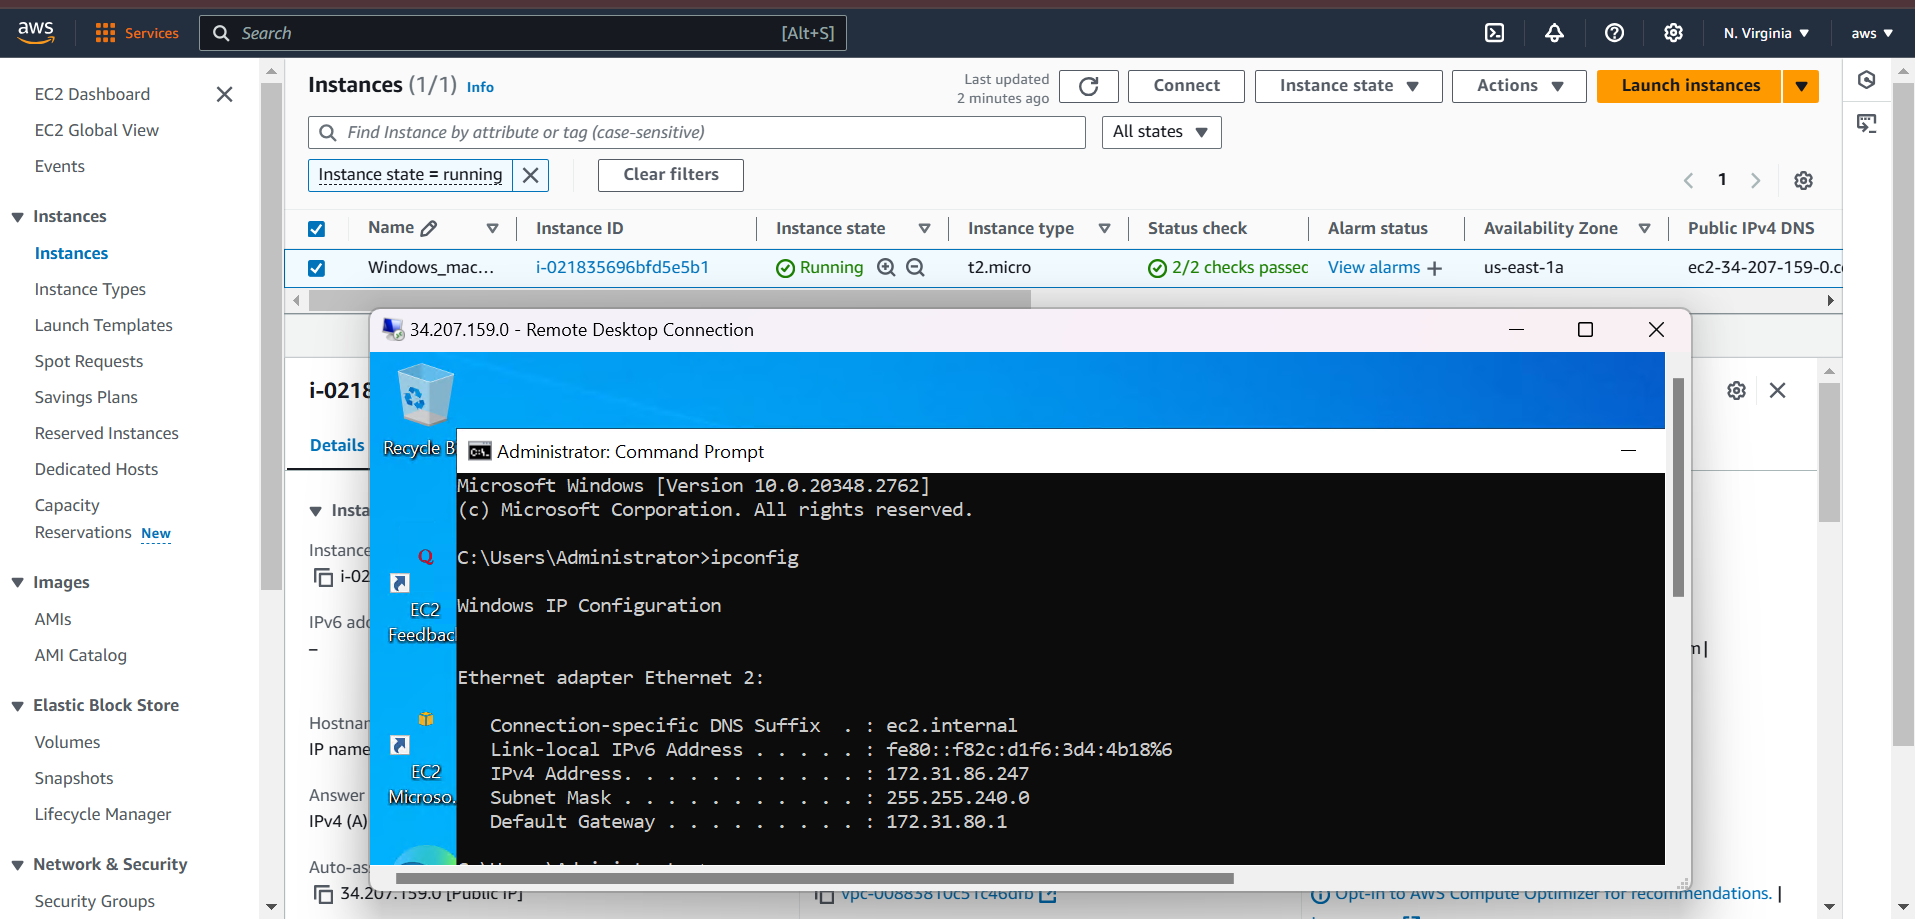 aws
Services
Search
[Alt+S]
N. Virginia
aws
EC2 Dashboard
EC2 Global View
Events
Instances
Instances
Instance Types
Launch Templates
Spot Requests
Savings Plans
Reserved Instances
Dedicated Hosts
Capacity
Reservations New
Images
AMIs
AMI Catalog
Elastic Block Store
Volumes
Snapshots
Lifecycle Manager
Network & Security
Security Groups
Instances (1/1) Info
Last updated
2 minutes ago
Connect
Instance state
Actions
Launch instances
Find Instance by attribute or tag (case-sensitive)
All states
Instance state = running
Clear filters
1
Name Instance ID Instance state Instance type Status check Alarm status Availability Zone Public IPv4 DNS
Windows_mac... i-021835696bfd5e5b1 Running t2.micro 2/2 checks passed View alarms + us-east-1a ec2-34-207-159-0.c
34.207.159.0 - Remote Desktop Connection
Recycle B
EC2
Feedbac
EC2
Microso.
Administrator: Command Prompt
Microsoft Windows [Version 10.0.20348.2762]
(c) Microsoft Corporation. All rights reserved.
C:\Users\Administrator>ipconfig
Windows IP Configuration
Ethernet adapter Ethernet 2:
Connection-specific DNS Suffix . : ec2.internal
Link-local IPv6 Address . . . . . : fe80::f82c:d1f6:3d4:4b18%6
IPv4 Address. . . . . . . . . . . : 172.31.86.247
Subnet Mask . . . . . . . . . . . : 255.255.240.0
Default Gateway . . . . . . . . . : 172.31.80.1
i-0218
Details
Insta
Instance
i-02
IPv6 add
–
Hostnar
IP name
Answer
IPv4 (A)
Auto-as
34.207.159.0 [Public IP]
vpc-00883810c51c46dfb
Opt-in to AWS Compute Optimizer for recommendations. |
m|